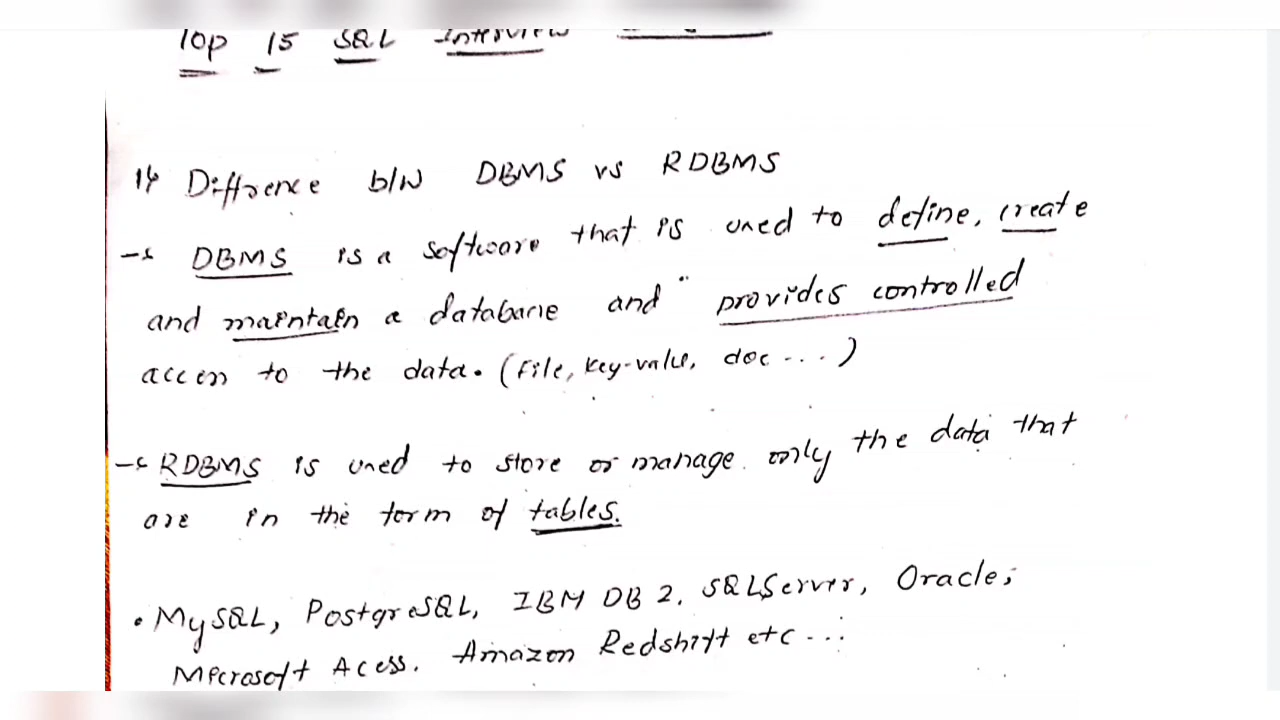 Top 15 SQL Interview
1) Difference b/w DBMS vs RDBMS
→ DBMS is a software that is used to define, create
and maintain a database and provides controlled
access to the data. (File, key-value, doc ....)
→ RDBMS is used to store or manage only the data that
are in the form of tables.
• MySQL, PostgreSQL, IBM DB 2, SQLServer, Oracle,
Microsoft Acess. Amazon Redshift etc ...